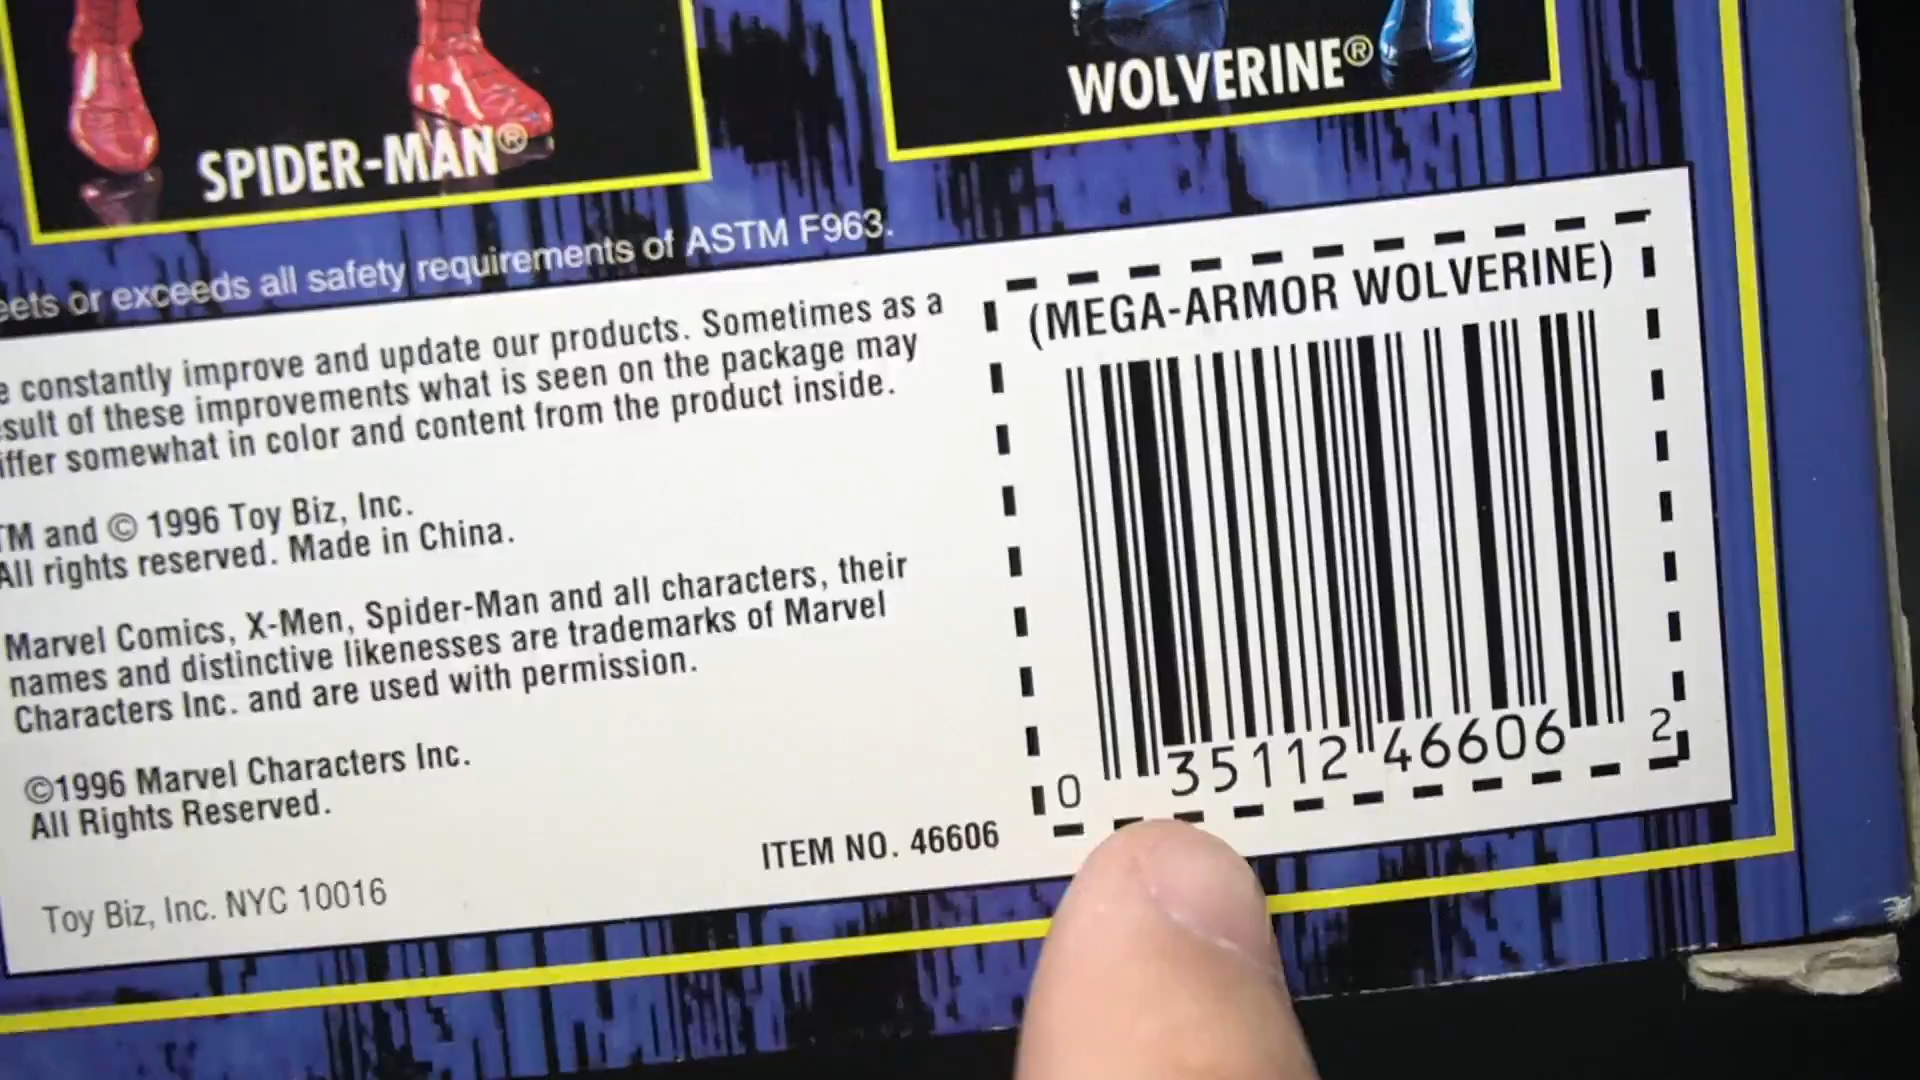 SPIDER-MAN®
WOLVERINE®
or exceeds all safety requirements of ASTM F963.
constantly improve and update our products. Sometimes as a
of these improvements what is seen on the package may
somewhat in color and content from the product inside.
TM and © 1996 Toy Biz, Inc.
All rights reserved. Made in China.
Marvel Comics, X-Men, Spider-Man and all characters, their
names and distinctive likenesses are trademarks of Marvel
Characters Inc. and are used with permission.
©1996 Marvel Characters Inc.
All Rights Reserved.
Toy Biz, Inc. NYC 10016
ITEM NO. 46606
(MEGA-ARMOR WOLVERINE)
0 35112 46606 2